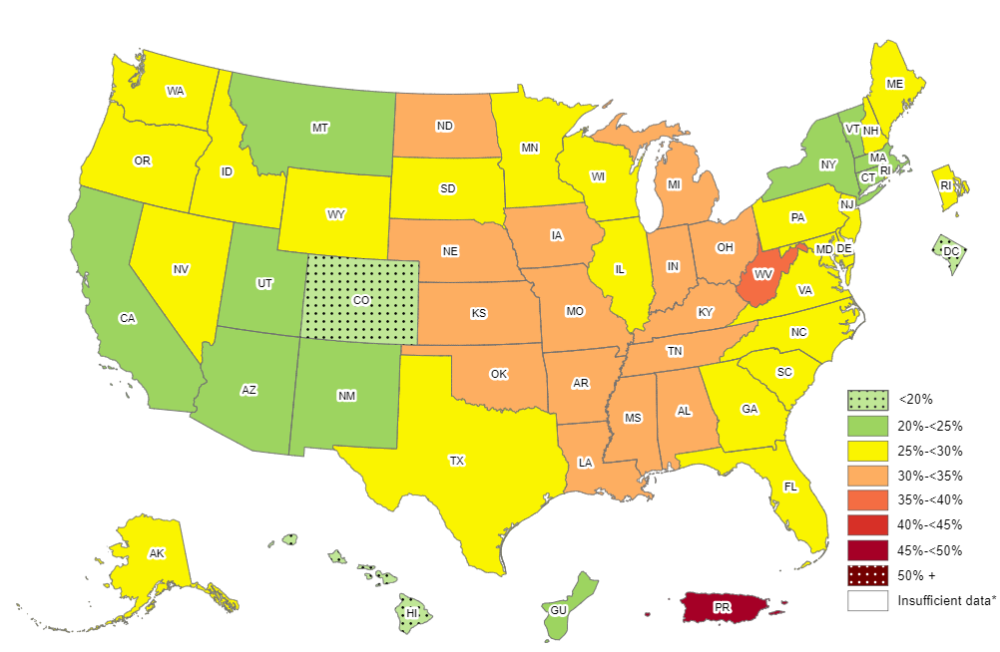 WA
MT
ND
MN
ME
OR
ID
SD
WI
MI
VT
NH
NY
MA
CT
RI
RI
WY
NV
UT
CO
CA
NE
IA
IL
IN
OH
PA
NJ
MD
DE
DC
WV
VA
KS
MO
KY
NC
AZ
NM
OK
AR
TN
SC
MS
AL
GA
TX
LA
FL
AK
HI
GU
PR
<20%
20%-<25%
25%-<30%
30%-<35%
35%-<40%
40%-<45%
45%-<50%
50% +
Insufficient data*